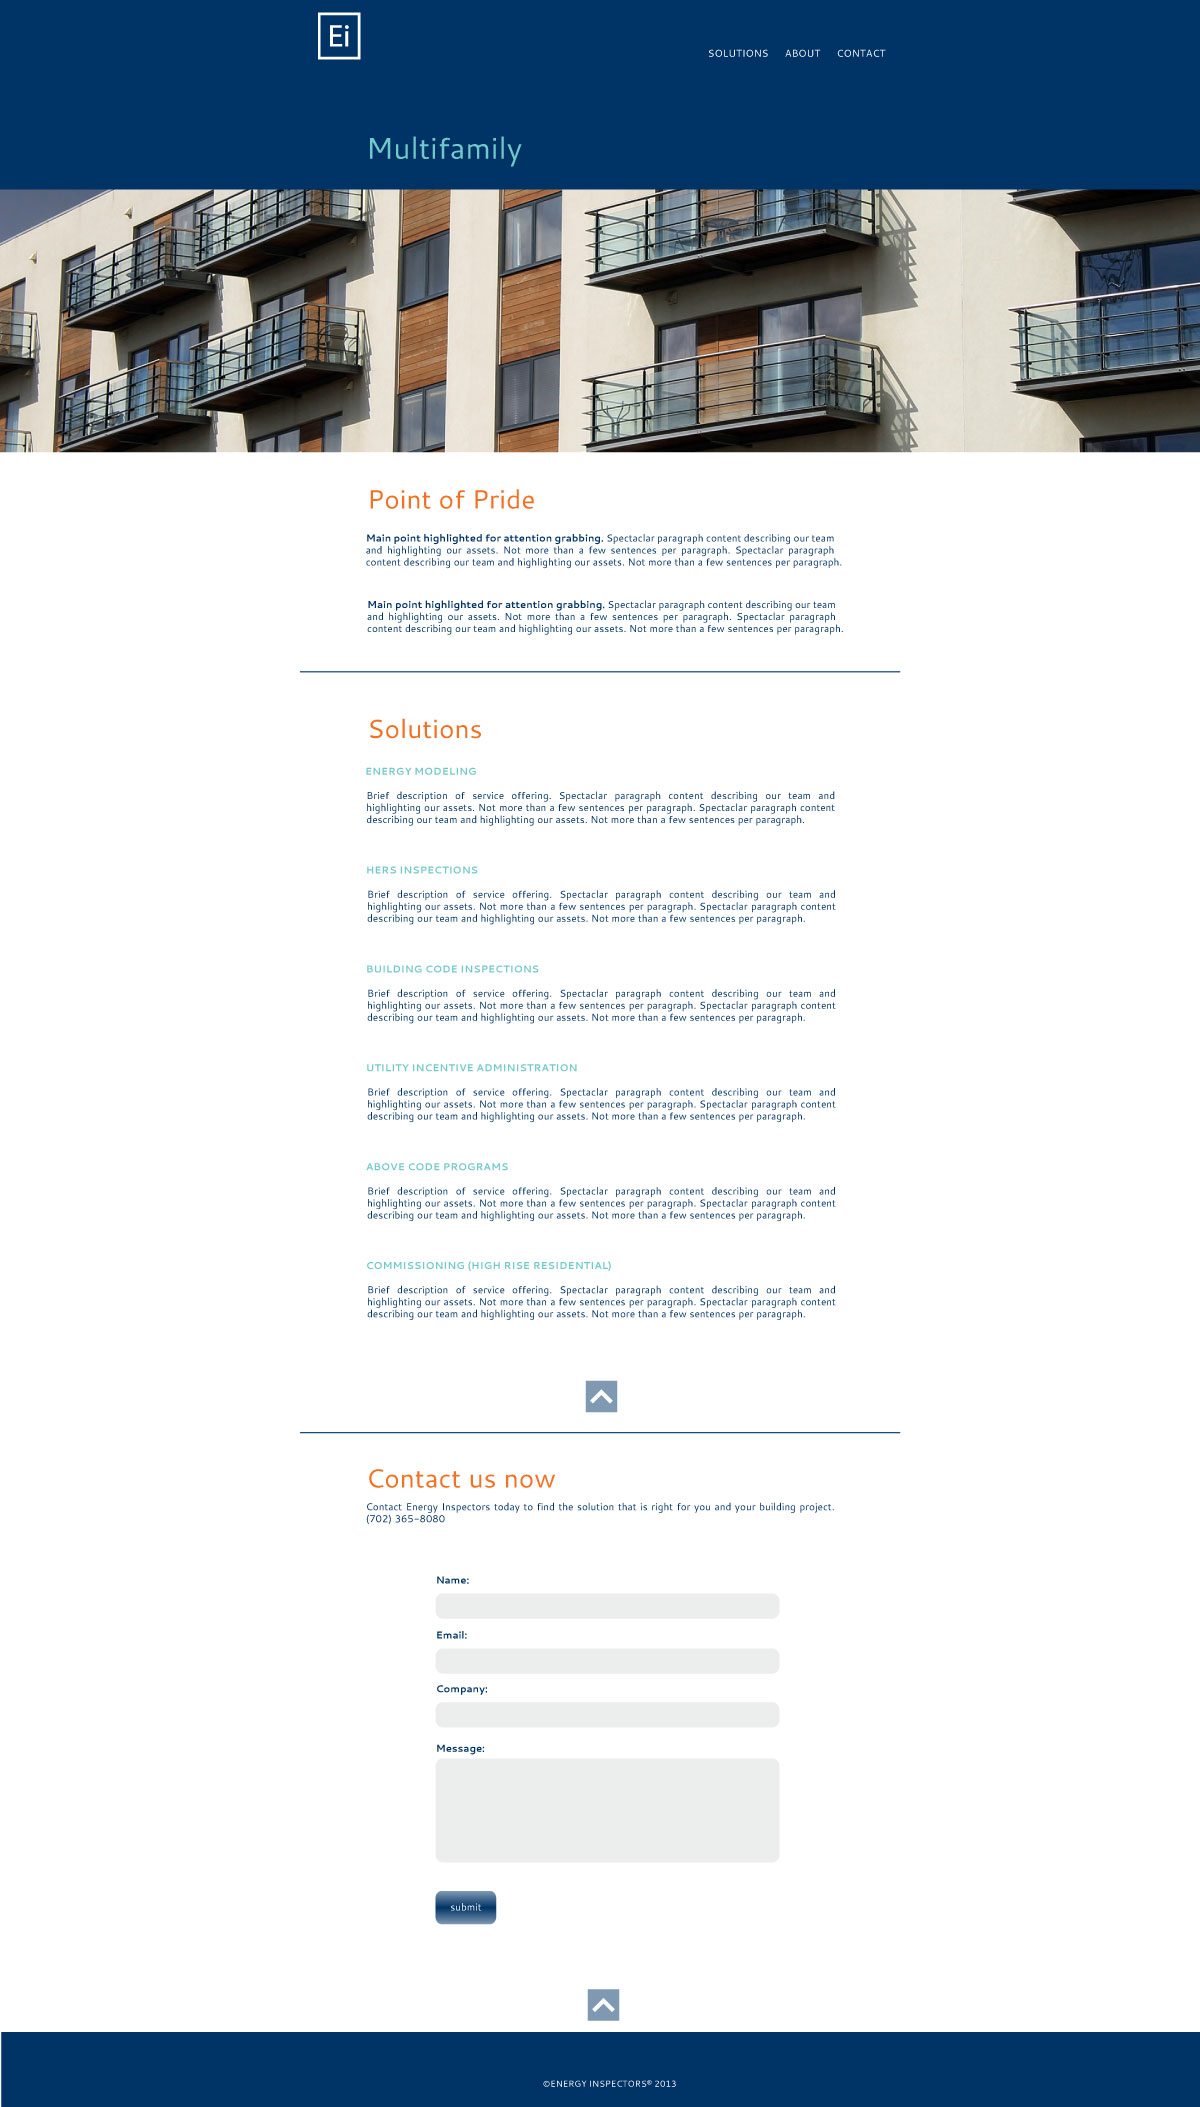 Ei
SOLUTIONS ABOUT CONTACT
Multifamily
Point of Pride
Main point highlighted for attention grabbing. Spectaclar paragraph content describing our team
and highlighting our assets. Not more than a few sentences per paragraph. Spectaclar paragraph
content describing our team and highlighting our assets. Not more than a few sentences per paragraph.
Main point highlighted for attention grabbing. Spectaclar paragraph content describing our team
and highlighting our assets. Not more than a few sentences per paragraph. Spectaclar paragraph
content describing our team and highlighting our assets. Not more than a few sentences per paragraph.
Solutions
ENERGY MODELING
Brief description of service offering. Spectaclar paragraph content describing our team and
highlighting our assets. Not more than a few sentences per paragraph. Spectaclar paragraph content
describing our team and highlighting our assets. Not more than a few sentences per paragraph.
HERS INSPECTIONS
Brief description of service offering. Spectaclar paragraph content describing our team and
highlighting our assets. Not more than a few sentences per paragraph. Spectaclar paragraph content
describing our team and highlighting our assets. Not more than a few sentences per paragraph.
BUILDING CODE INSPECTIONS
Brief description of service offering. Spectaclar paragraph content describing our team and
highlighting our assets. Not more than a few sentences per paragraph. Spectaclar paragraph content
describing our team and highlighting our assets. Not more than a few sentences per paragraph.
UTILITY INCENTIVE ADMINISTRATION
Brief description of service offering. Spectaclar paragraph content describing our team and
highlighting our assets. Not more than a few sentences per paragraph. Spectaclar paragraph content
describing our team and highlighting our assets. Not more than a few sentences per paragraph.
ABOVE CODE PROGRAMS
Brief description of service offering. Spectaclar paragraph content describing our team and
highlighting our assets. Not more than a few sentences per paragraph. Spectaclar paragraph content
describing our team and highlighting our assets. Not more than a few sentences per paragraph.
COMMISSIONING (HIGH RISE RESIDENTIAL)
Brief description of service offering. Spectaclar paragraph content describing our team and
highlighting our assets. Not more than a few sentences per paragraph. Spectaclar paragraph content
describing our team and highlighting our assets. Not more than a few sentences per paragraph.
Contact us now
Contact Energy Inspectors today to find the solution that is right for you and your building project.
(702) 365-8080
Name:
Email:
Company:
Message:
submit
©ENERGY INSPECTORS® 2013